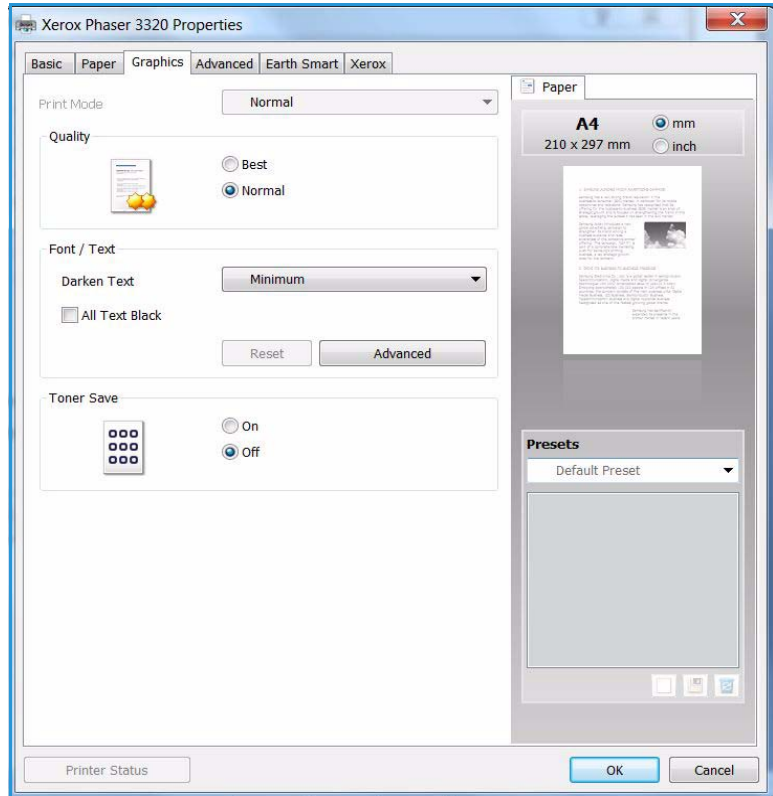 Xerox Phaser 3320 Properties
Basic Paper Graphics Advanced Earth Smart Xerox
Print Mode Normal
Quality
Best
Normal
Font / Text
Darken Text Minimum
All Text Black
Reset Advanced
Toner Save
On
Off
Paper
A4
210 x 297 mm
mm
inch
Presets
Default Preset
Printer Status
OK Cancel